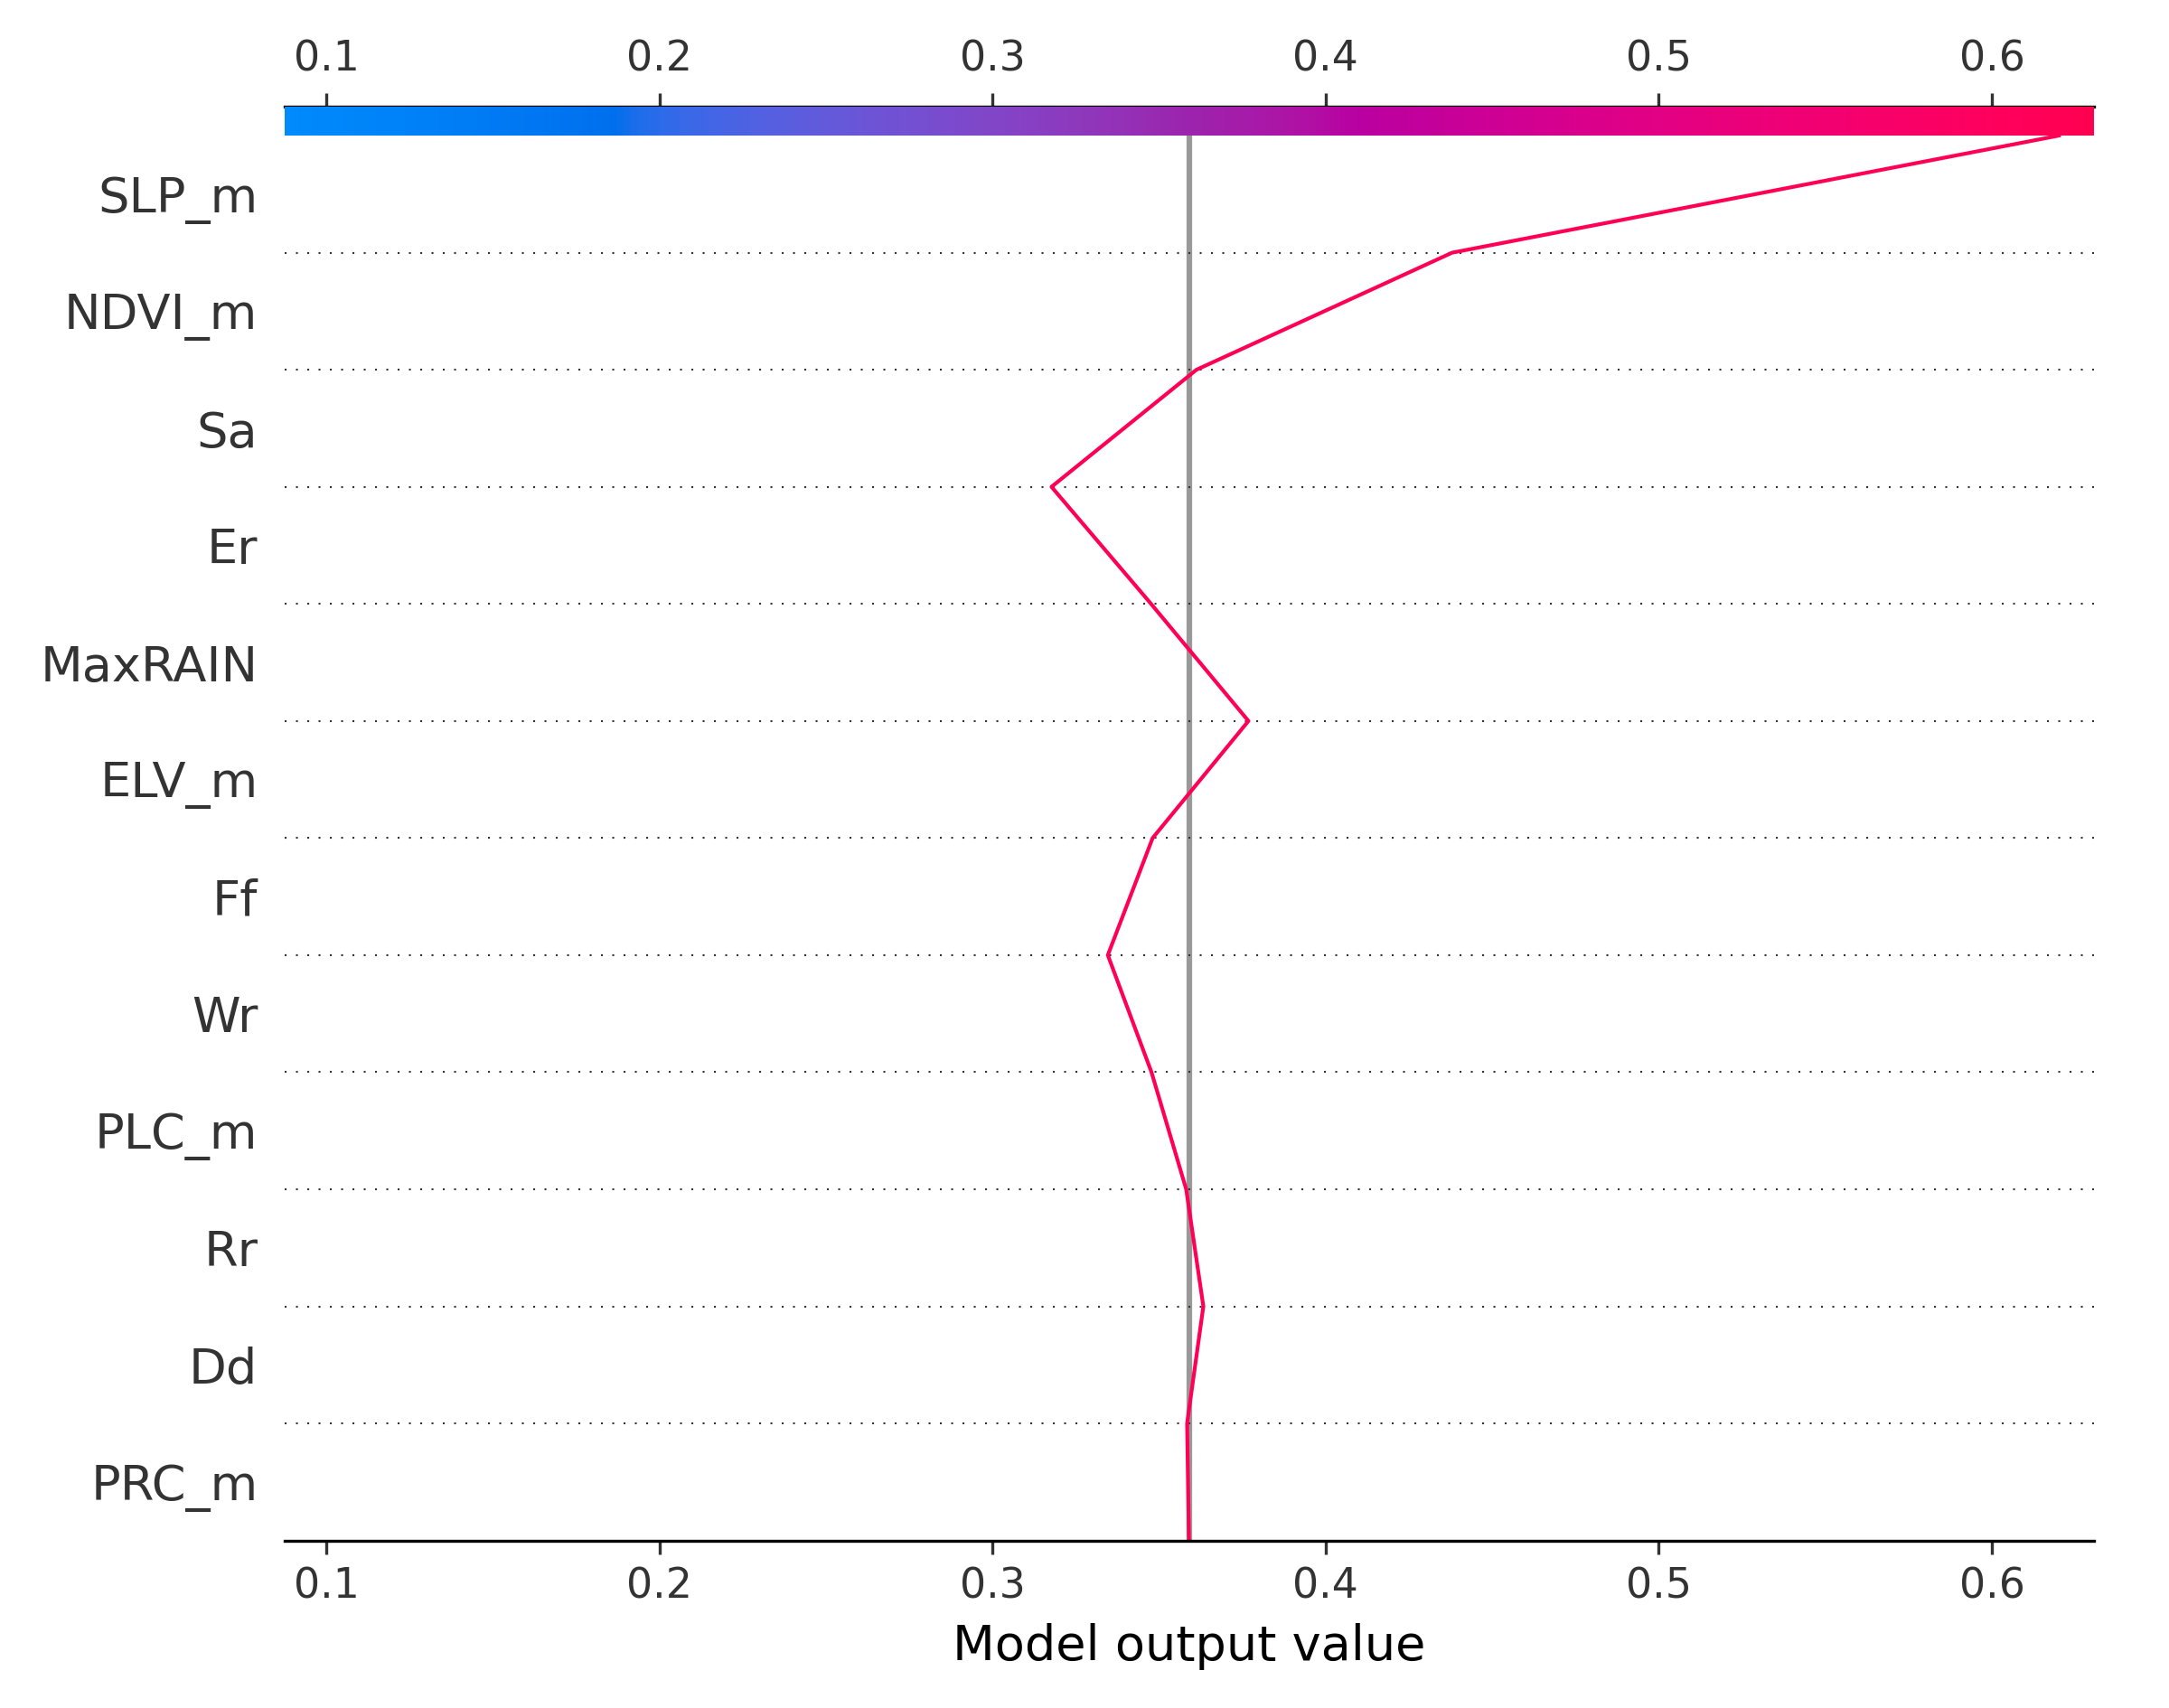 0.1 0.2 0.3 0.4 0.5 0.6
SLP_m
NDVI_m
Sa
Er
MaxRAIN
ELV_m
Ff
Wr
PLC_m
Rr
Dd
PRC_m
0.1 0.2 0.3 0.4 0.5 0.6
Model output value